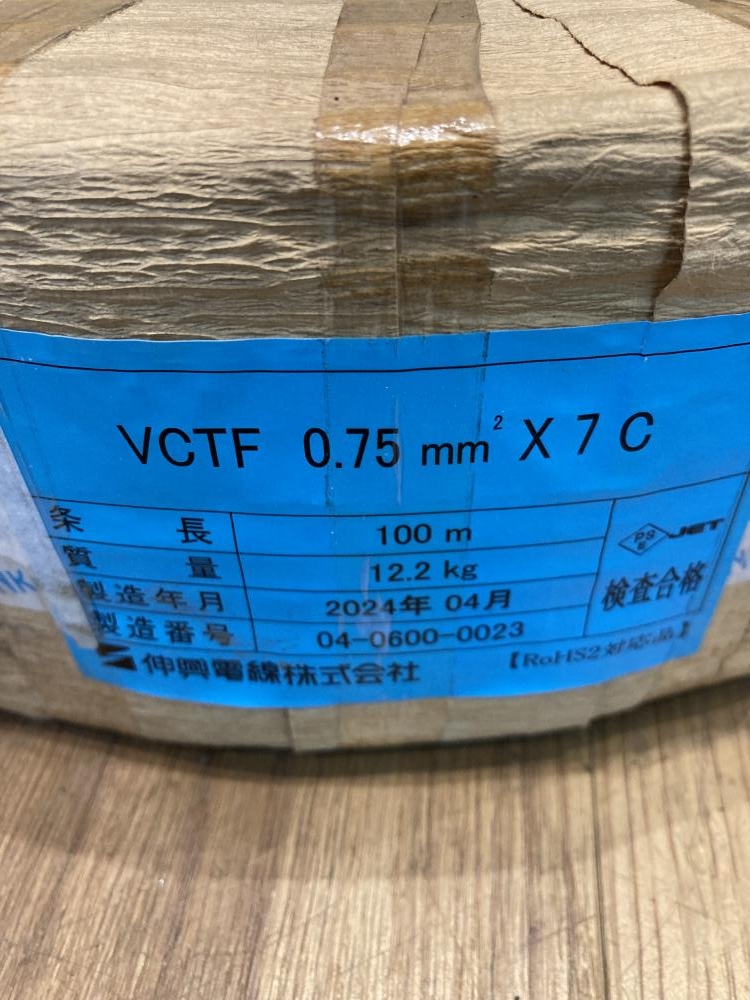 VCTF 0.75 mm² X 7 C
条長 100 m
質量 12.2 kg
製造年月 2024年 04月
製造番号 04-0600-0023
PS E JET
検査合格
伸興電線株式会社 【RoHS2対応品】